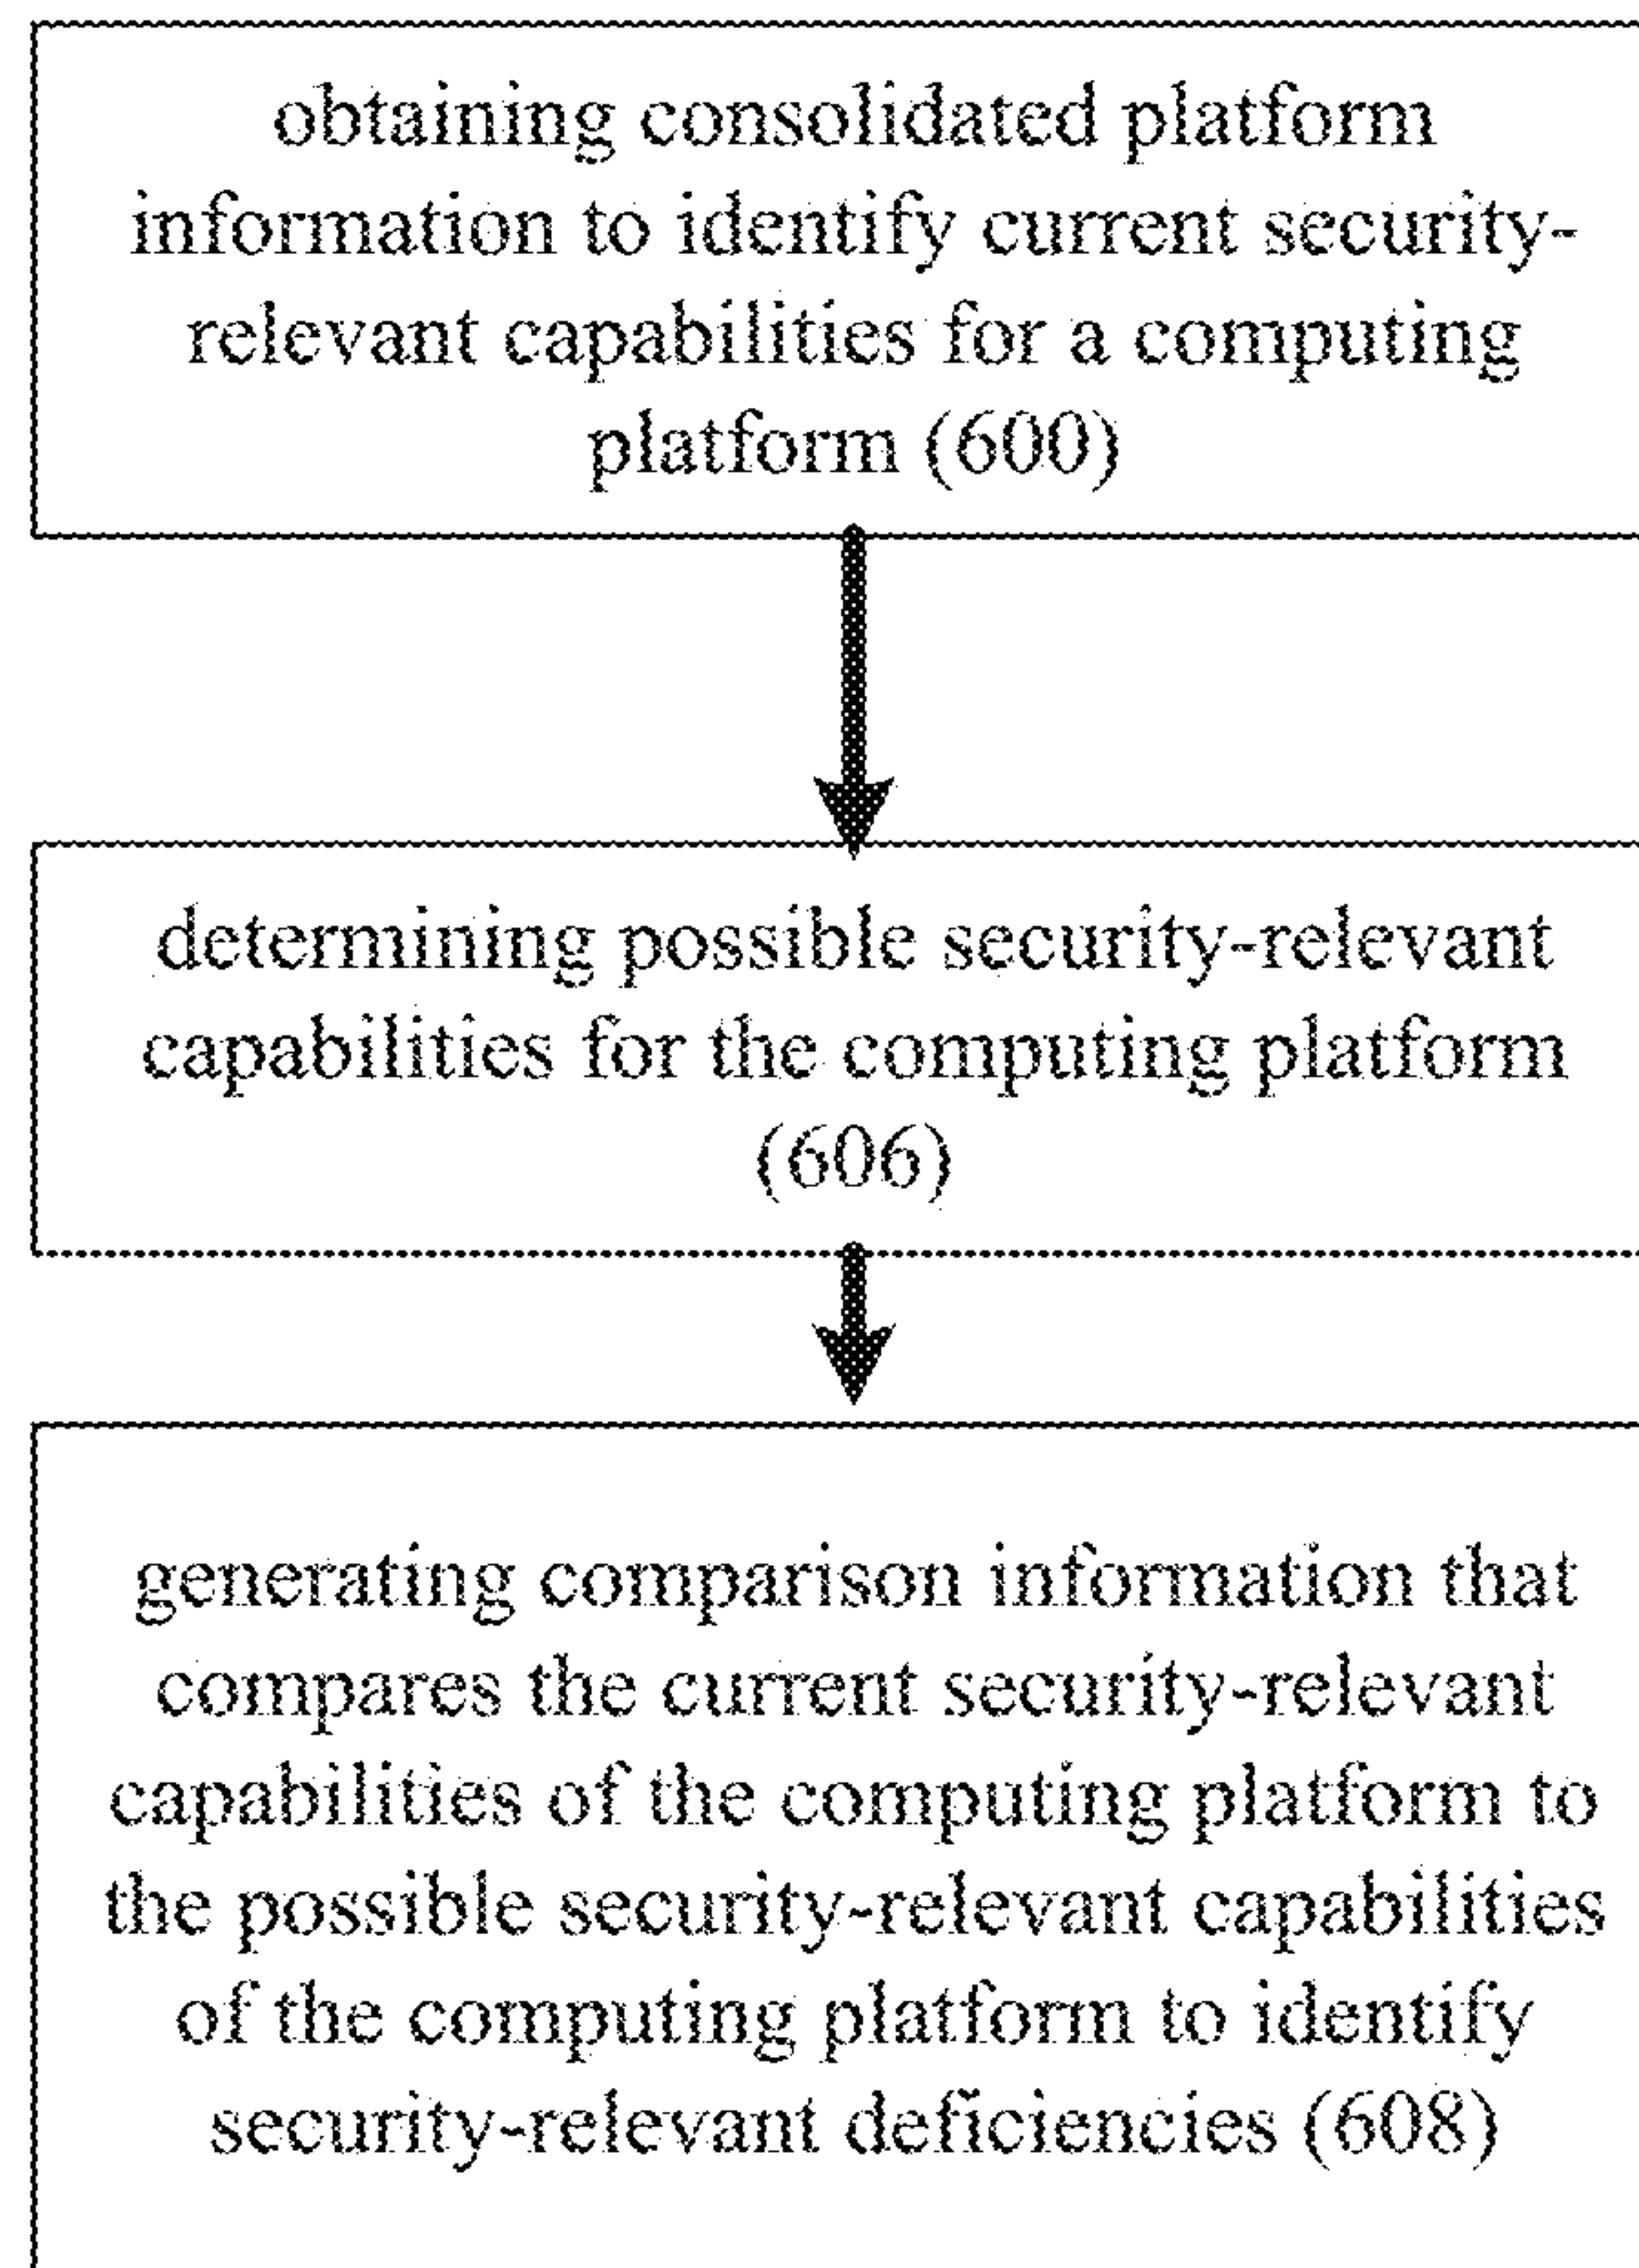 obtaining consolidated platform
information to identify current security-
relevant capabilities for a computing
platform (600)
determining possible security-relevant
capabilities for the computing platform
(606)
generating comparison information that
compares the current security-relevant
capabilities of the computing platform to
the possible security-relevant capabilities
of the computing platform to identify
security-relevant deficiencies (608)